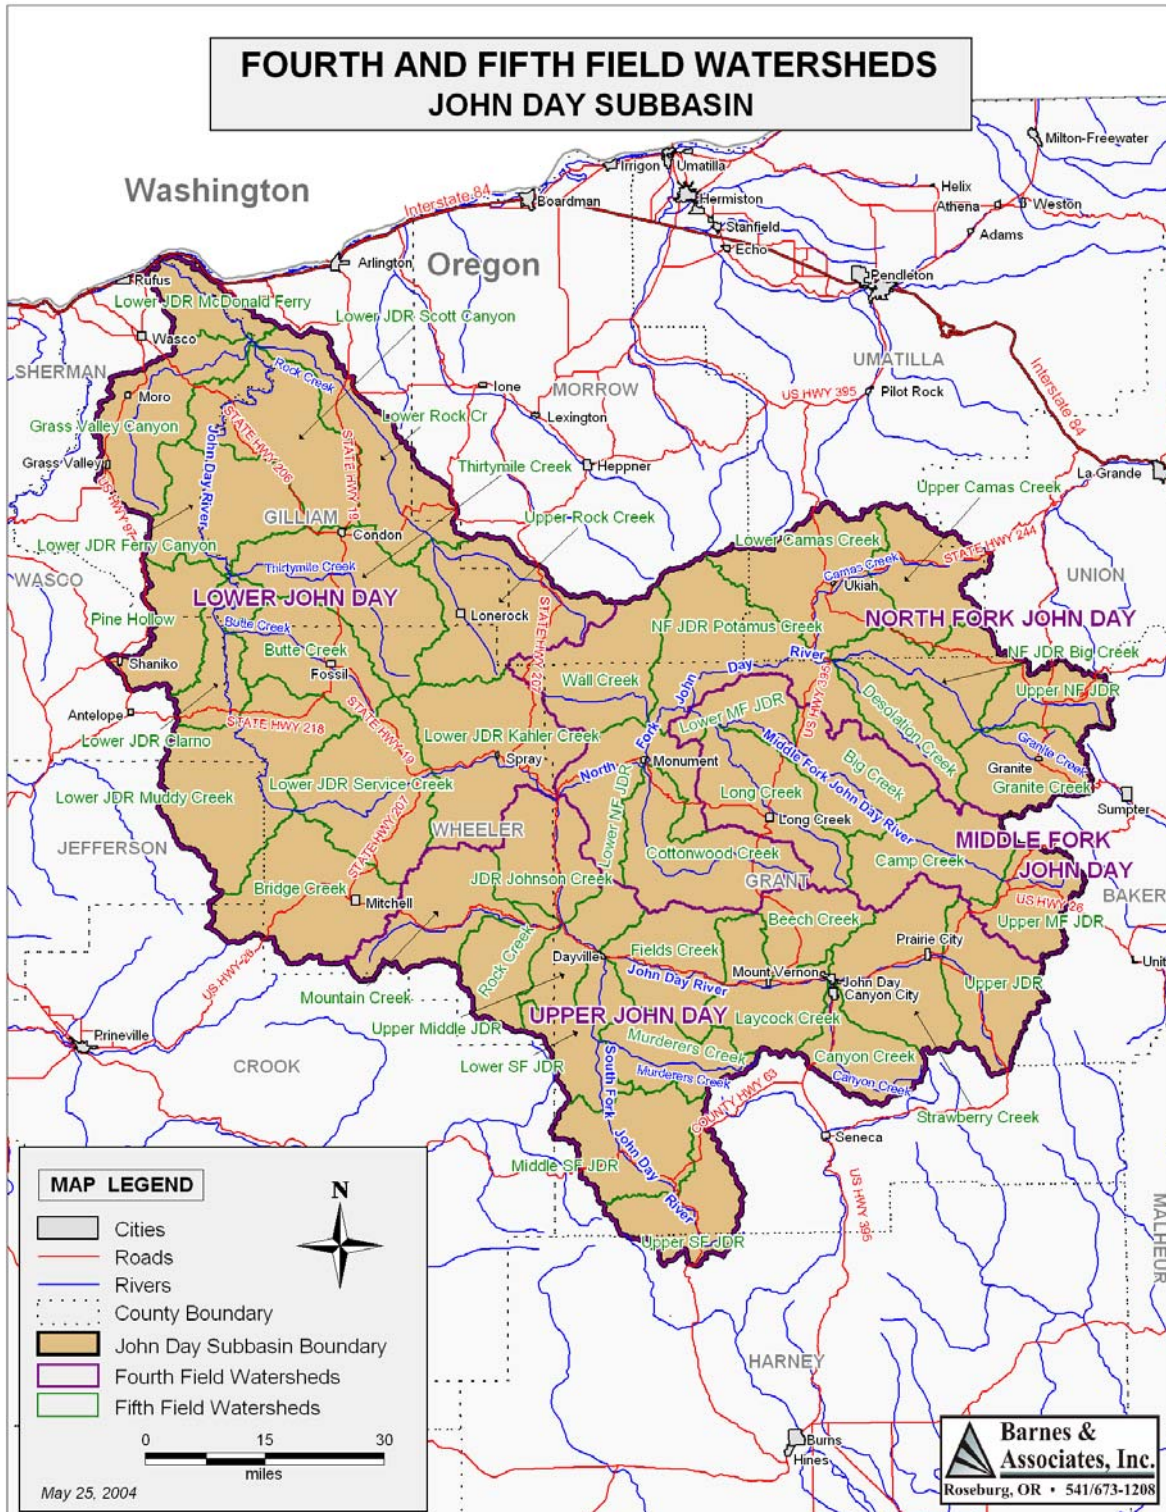 FOURTH AND FIFTH FIELD WATERSHEDS
JOHN DAY SUBBASIN
Milton-Freewater
Washington
Interstate 84
Irrigon
Umatilla
Boardman
Hermiston
Helix
Athena
Weston
Stanfield
Adams
Echo
Oregon
Arlington
Pendleton
Rufus
Lower JDR McDonald Ferry
Lower JDR Scott Canyon
Wasco
SHERMAN
Rock Creek
UMATILLA
Interstate 84
Ione
MORROW
US HWY 395
Pilot Rock
Moro
Lower Rock Cr
Lexington
Grass Valley Canyon
John Day River
STATE HWY 206
STATE HWY 19
Grass Valley
Thirtymile Creek
Heppner
La Grande
US HWY 97
Upper Camas Creek
GILLIAM
Upper Rock Creek
Condon
Lower JDR Ferry Canyon
Lower Camas Creek
STATE HWY 244
WASCO
Thirtymile Creek
Camas Creek
Ukiah
UNION
LOWER JOHN DAY
Lonerock
STATE HWY 207
NORTH FORK JOHN DAY
Pine Hollow
Butte Creek
NF JDR Potamus Creek
Butte Creek
NF JDR Big Creek
Shaniko
Fossil
Wall Creek
North Fork John Day River
US HWY 395
Desolation Creek
Upper NF JDR
Antelope
STATE HWY 218
STATE HWY 19
Lower MF JDR
Lower JDR Clarno
Lower JDR Kahler Creek
Middle Fork John Day River
Big Creek
Granite Creek
Spray
Monument
Granite
Granite Creek
Lower JDR Muddy Creek
Lower JDR Service Creek
Lower NF JDR
Long Creek
Sumpter
STATE HWY 207
Long Creek
WHEELER
MIDDLE FORK
JOHN DAY
JEFFERSON
Cottonwood Creek
Camp Creek
JDR Johnson Creek
GRANT
Bridge Creek
Mitchell
US HWY 26
BAKER
Beech Creek
Upper MF JDR
Rock Creek
Dayville
Fields Creek
Prairie City
Unit
US HWY 26
John Day River
Mount Vernon
John Day
Canyon City
Upper JDR
Mountain Creek
Upper Middle JDR
UPPER JOHN DAY
Laycock Creek
Prineville
Murderers Creek
Canyon Creek
CROOK
Lower SF JDR
South Fork John Day River
Murderers Creek
Canyon Creek
COUNTY HWY 63
Strawberry Creek
Seneca
Middle SF JDR
US HWY 395
MALHEUR
Upper SF JDR
HARNEY
Burns
Hines
MAP LEGEND
N
Cities
Roads
Rivers
County Boundary
John Day Subbasin Boundary
Fourth Field Watersheds
Fifth Field Watersheds
0 15 30
miles
May 25, 2004
Barnes &
Associates, Inc.
Roseburg, OR • 541/673-1208